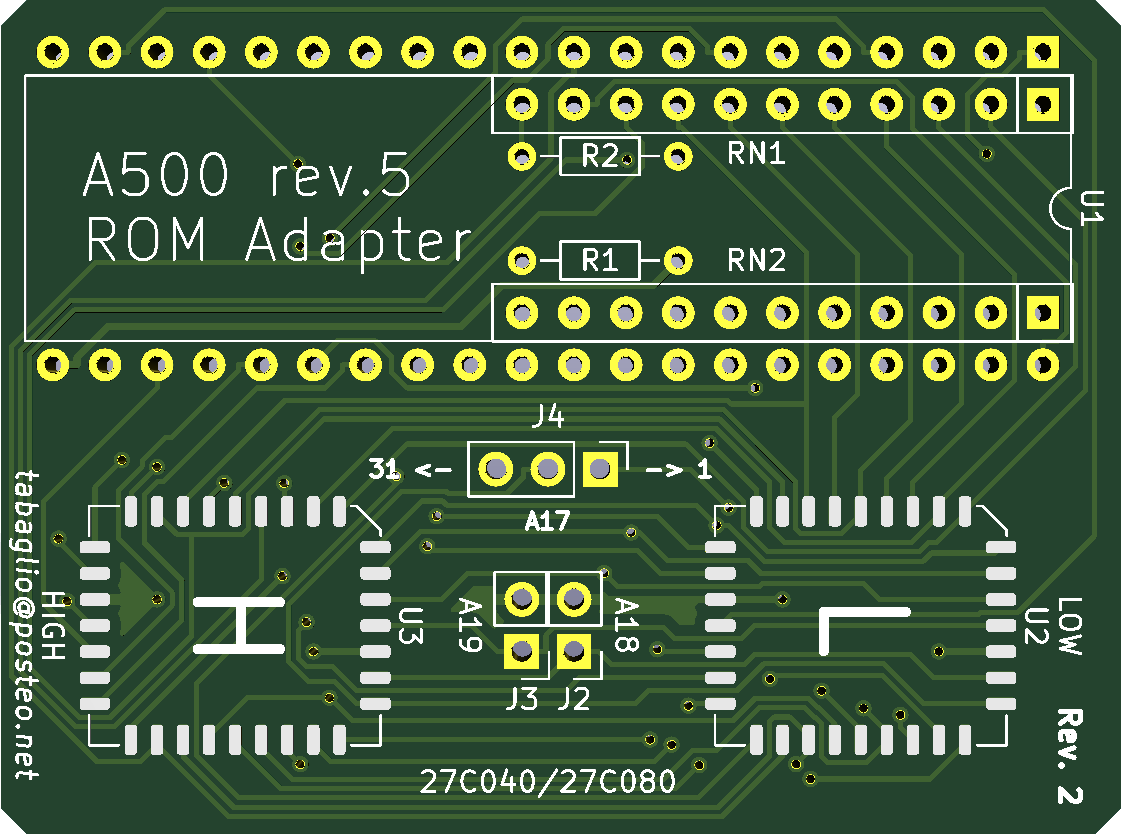 A500 rev.5
ROM Adapter
R2
RN1
U1
R1
RN2
J4
31 <-
-> 1
A17
A19
A18
J3
J2
HIGH
H
U3
L
U2
LOW
27C040/27C080
Rev. 2
tabaglio@posteo.net